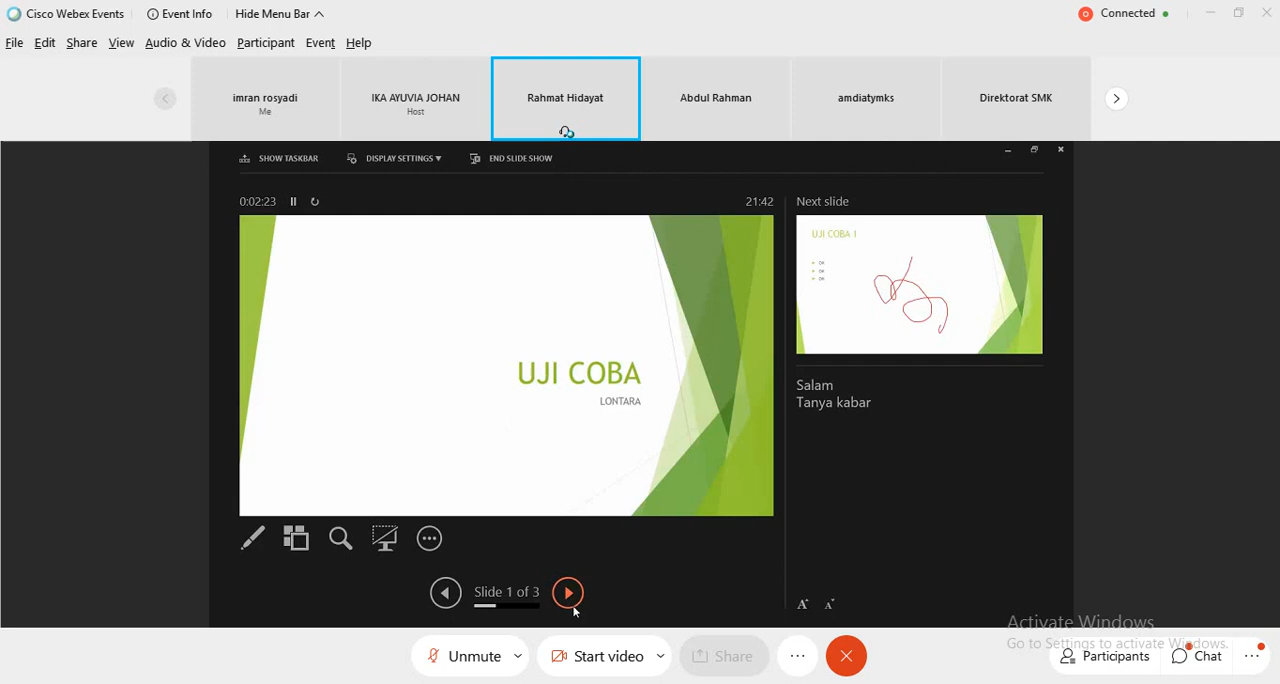 Cisco Webex Events Event Info Hide Menu Bar Connected
File Edit Share View Audio & Video Participant Event Help
imran rosyadi
Me
IKA AYUVIA JOHAN
Host
Rahmat Hidayat
Abdul Rahman
amdiatymks
Direktorat SMK
SHOW TASKBAR DISPLAY SETTINGS END SLIDE SHOW
0:02:23 21:42
UJI COBA
LONTARA
Slide 1 of 3
Next slide
UJI COBA 1
OK
OK
OK
Salam
Tanya kabar
A A
Activate Windows
Go to Settings to activate Windows.
Unmute Start video Share Participants Chat